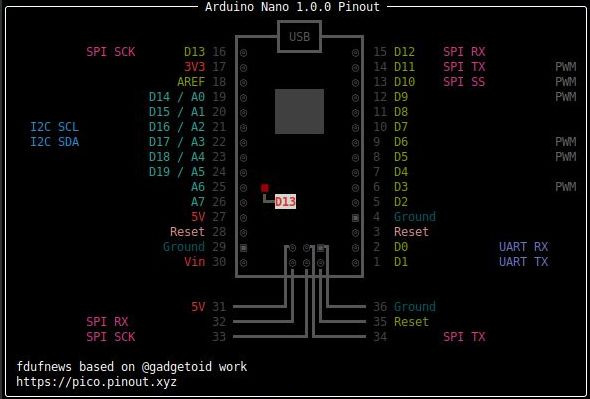 Arduino Nano 1.0.0 Pinout
USB
SPI SCK D13 16 15 D12 SPI RX
3V3 17 14 D11 SPI TX PWM
AREF 18 13 D10 SPI SS PWM
D14 / A0 19 12 D9 PWM
D15 / A1 20 11 D8
I2C SCL D16 / A2 21 10 D7
I2C SDA D17 / A3 22 9 D6 PWM
D18 / A4 23 8 D5 PWM
D19 / A5 24 7 D4
A6 25 6 D3 PWM
A7 26 D13 5 D2
5V 27 4 Ground
Reset 28 3 Reset
Ground 29 2 D0 UART RX
Vin 30 1 D1 UART TX
5V 31 36 Ground
SPI RX 32 35 Reset
SPI SCK 33 34 SPI TX
fdufnews based on @gadgetoid work
https://pico.pinout.xyz